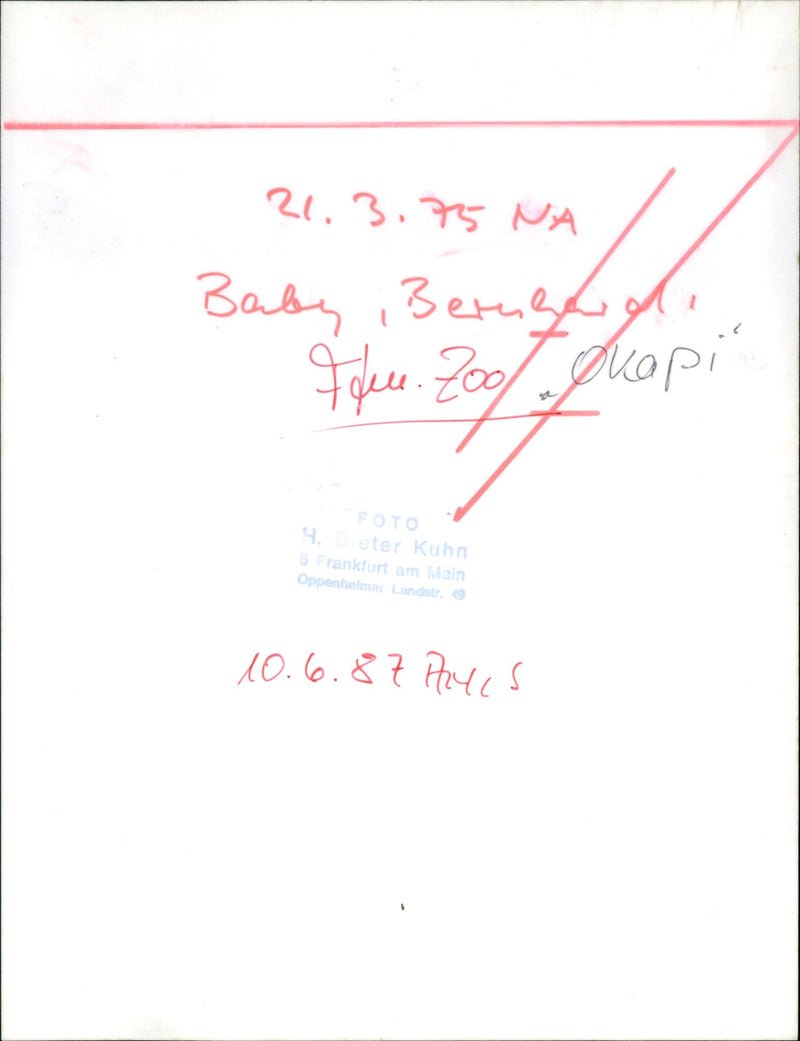 21. 3. 75 NA
Baby ,Bernhard'
Ffm. Zoo „Okapi“
FOTO
H. Dieter Kuhn
6 Frankfurt am Main
Oppenheimer Landstr. 49
10.6.87